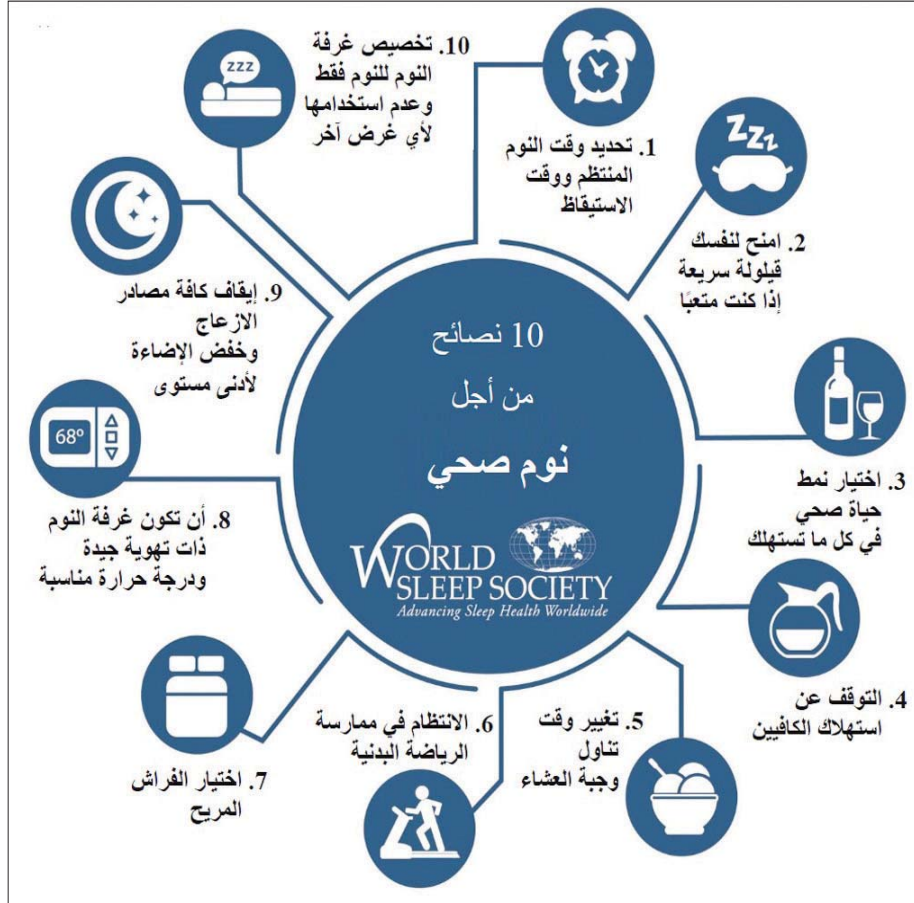 10 نصائح
من أجل
نوم صحي
WORLD
SLEEP SOCIETY
Advancing Sleep Health Worldwide
1. تحديد وقت النوم
المنتظم ووقت
الاستيقاظ
zzz
2. امنح لنفسك
قيلولة سريعة
إذا كنت متعبًا
3. اختيار نمط
حياة صحي
في كل ما تستهلك
4. التوقف عن
استهلاك الكافيين
5. تغيير وقت
تناول
وجبة العشاء
6. الانتظام في ممارسة
الرياضة البدنية
7. اختيار الفراش
المريح
68º
8. أن تكون غرفة النوم
ذات تهوية جيدة
ودرجة حرارة مناسبة
9. إيقاف كافة مصادر
الازعاج
وخفض الإضاءة
لأدنى مستوى
zzz
10. تخصيص غرفة
النوم للنوم فقط
وعدم استخدامها
لأي غرض آخر